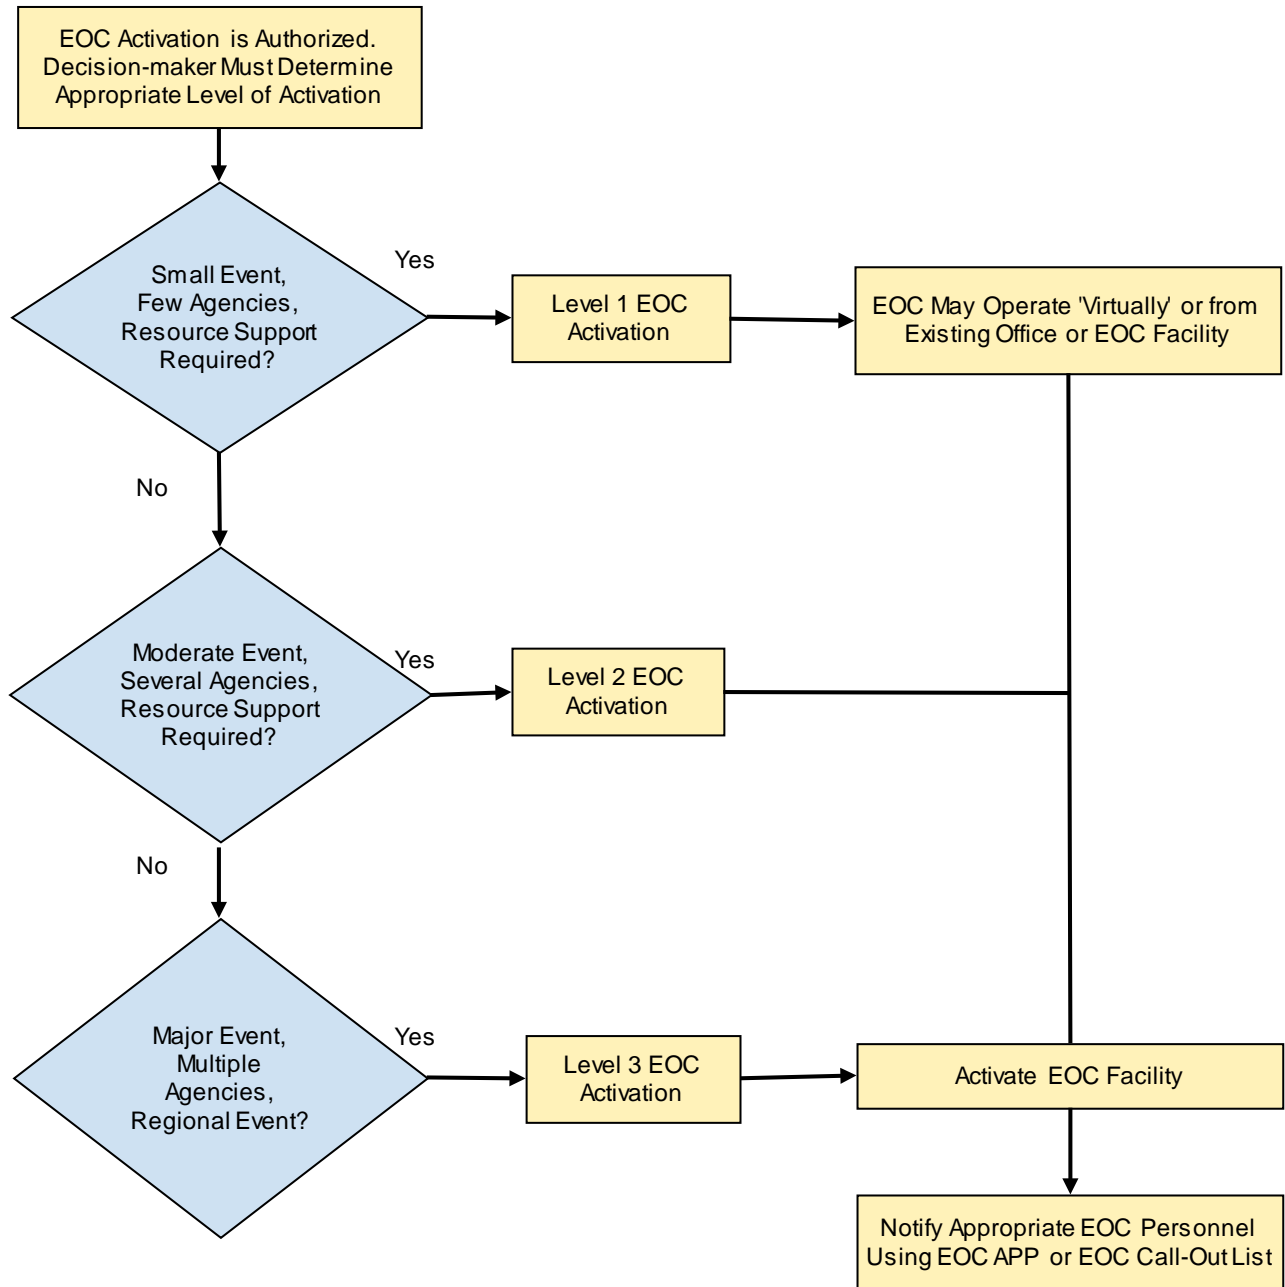 EOC Activation is Authorized.
Decision-maker Must Determine
Appropriate Level of Activation
Small Event,
Few Agencies,
Resource Support
Required?
Yes
Level 1 EOC
Activation
EOC May Operate 'Virtually' or from
Existing Office or EOC Facility
No
Moderate Event,
Several Agencies,
Resource Support
Required?
Yes
Level 2 EOC
Activation
No
Major Event,
Multiple
Agencies,
Regional Event?
Yes
Level 3 EOC
Activation
Activate EOC Facility
Notify Appropriate EOC Personnel
Using EOC APP or EOC Call-Out List